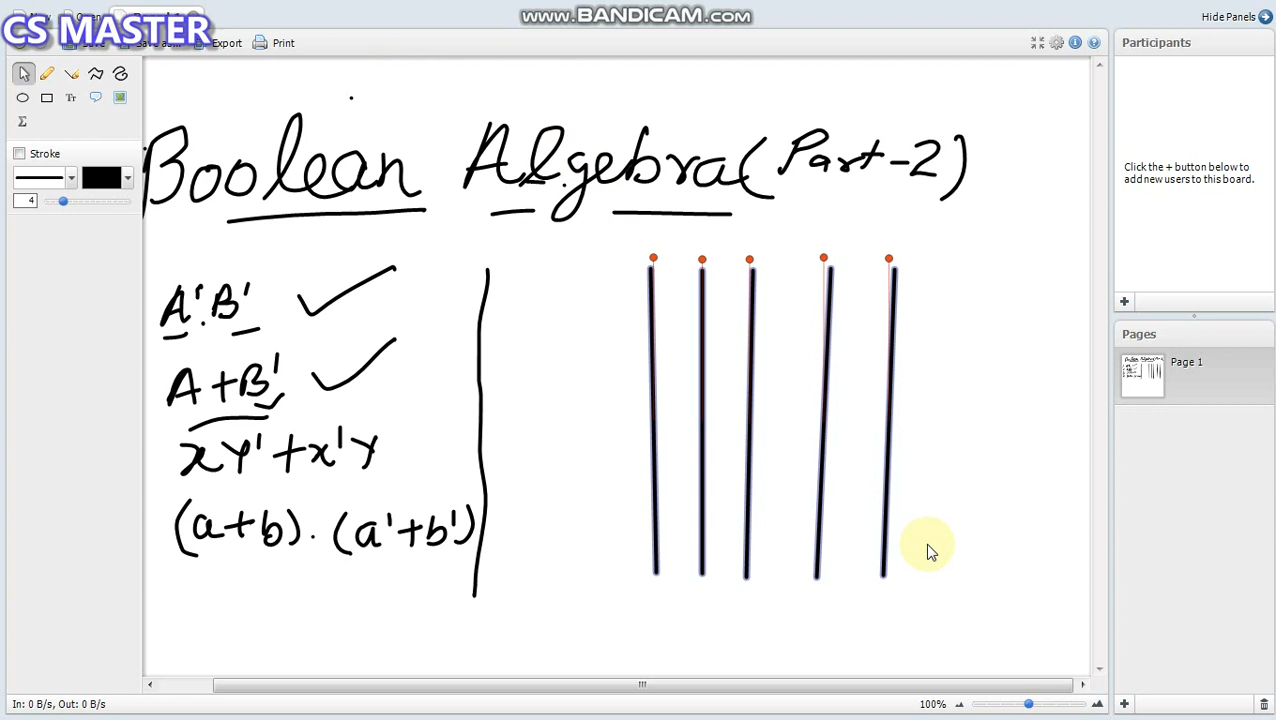 www.BANDICAM.com
Hide Panels
CS MASTER
Export
Print
Participants
Tr
Stroke
4
Σ
Click the + button below to
add new users to this board.
Boolean Algebra (Part-2)
A'.B'
A+B'
xY'+x'Y
(a+b).(a'+b')
Pages
Page 1
In: 0 B/s, Out: 0 B/s
100%